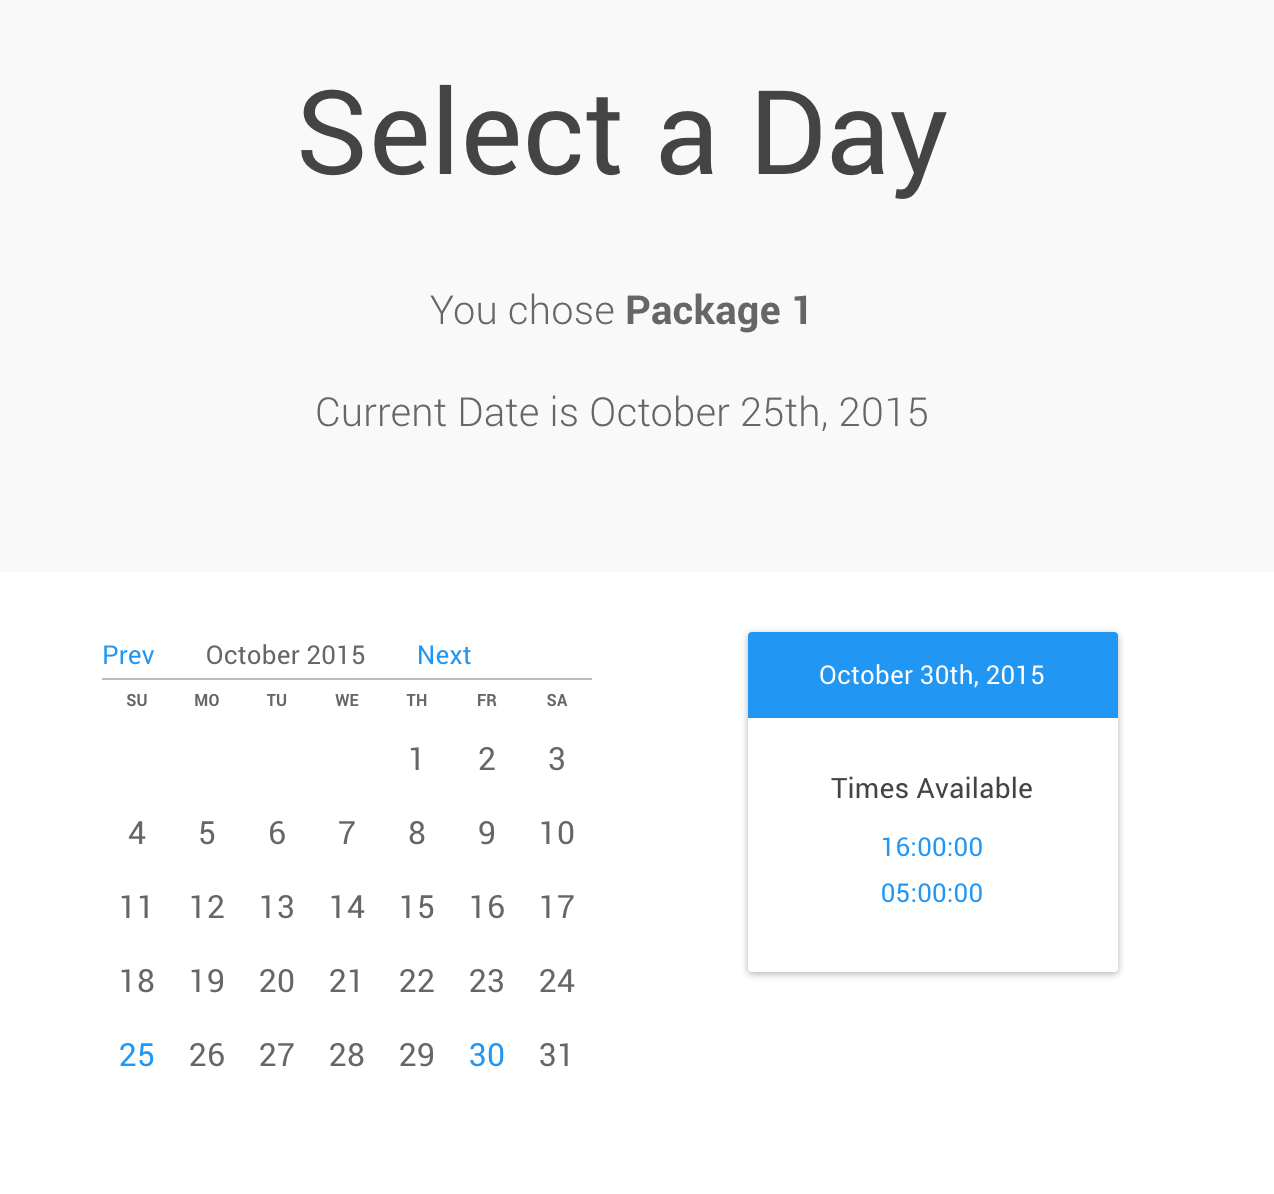 Select a Day
You chose Package 1
Current Date is October 25th, 2015
Prev October 2015 Next
SU MO TU WE TH FR SA
1 2 3
4 5 6 7 8 9 10
11 12 13 14 15 16 17
18 19 20 21 22 23 24
25 26 27 28 29 30 31
October 30th, 2015
Times Available
16:00:00
05:00:00